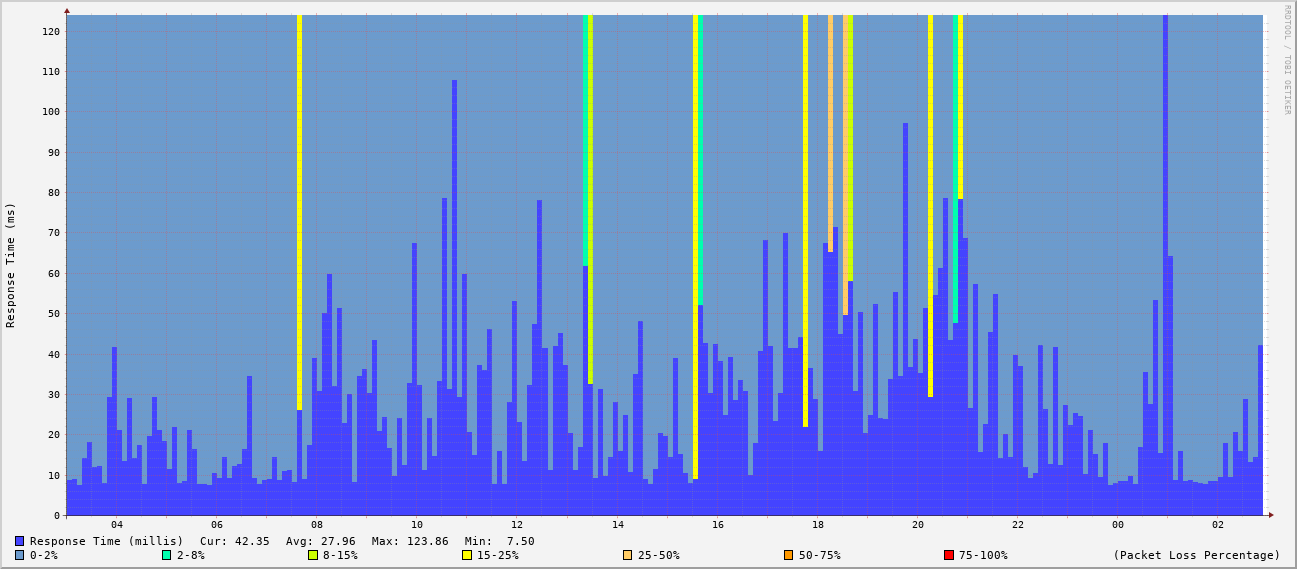 RRDTOOL / TOBI OETIKER
Response Time (ms)
120
110
100
90
80
70
60
50
40
30
20
10
0
04 06 08 10 12 14 16 18 20 22 00 02
Response Time (millis) Cur: 42.35 Avg: 27.96 Max: 123.86 Min: 7.50
0-2% 2-8% 8-15% 15-25% 25-50% 50-75% 75-100% (Packet Loss Percentage)